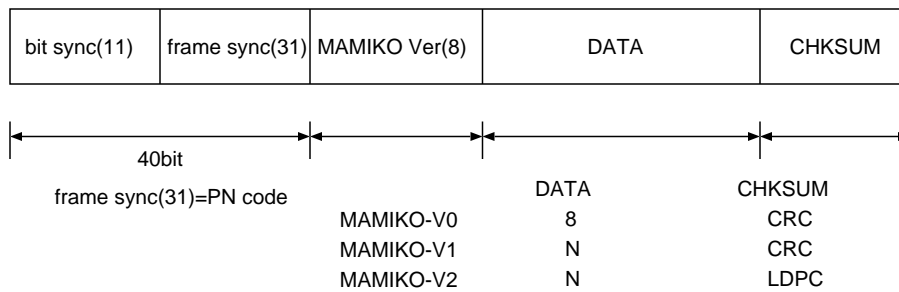 bit sync(11) frame sync(31) MAMIKO Ver(8) DATA CHKSUM
40bit
frame sync(31)=PN code
DATA CHKSUM
MAMIKO-V0 8 CRC
MAMIKO-V1 N CRC
MAMIKO-V2 N LDPC